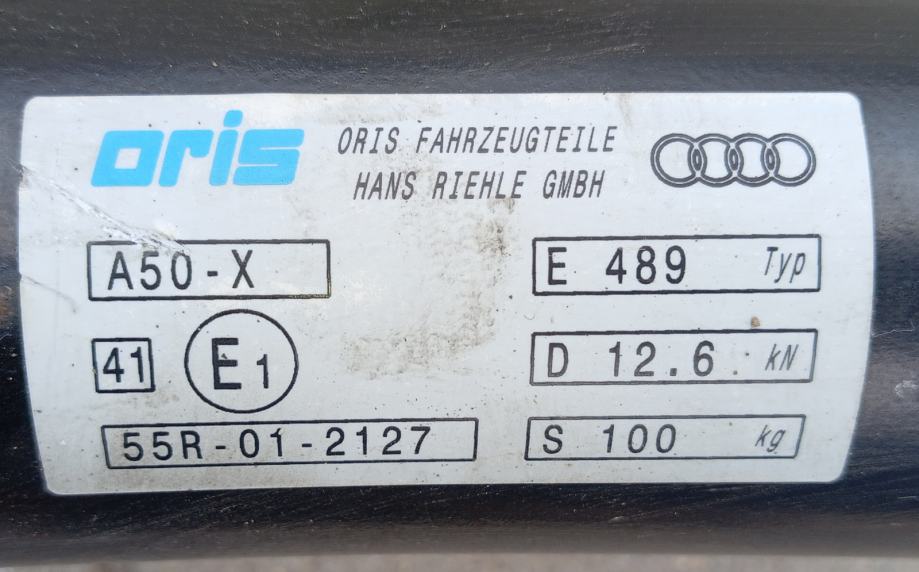 oris
ORIS FAHRZEUGTEILE
HANS RIEHLE GMBH
A50-X
E 489 Typ
41 E1
D 12.6 kN
55R-01-2127
S 100 kg